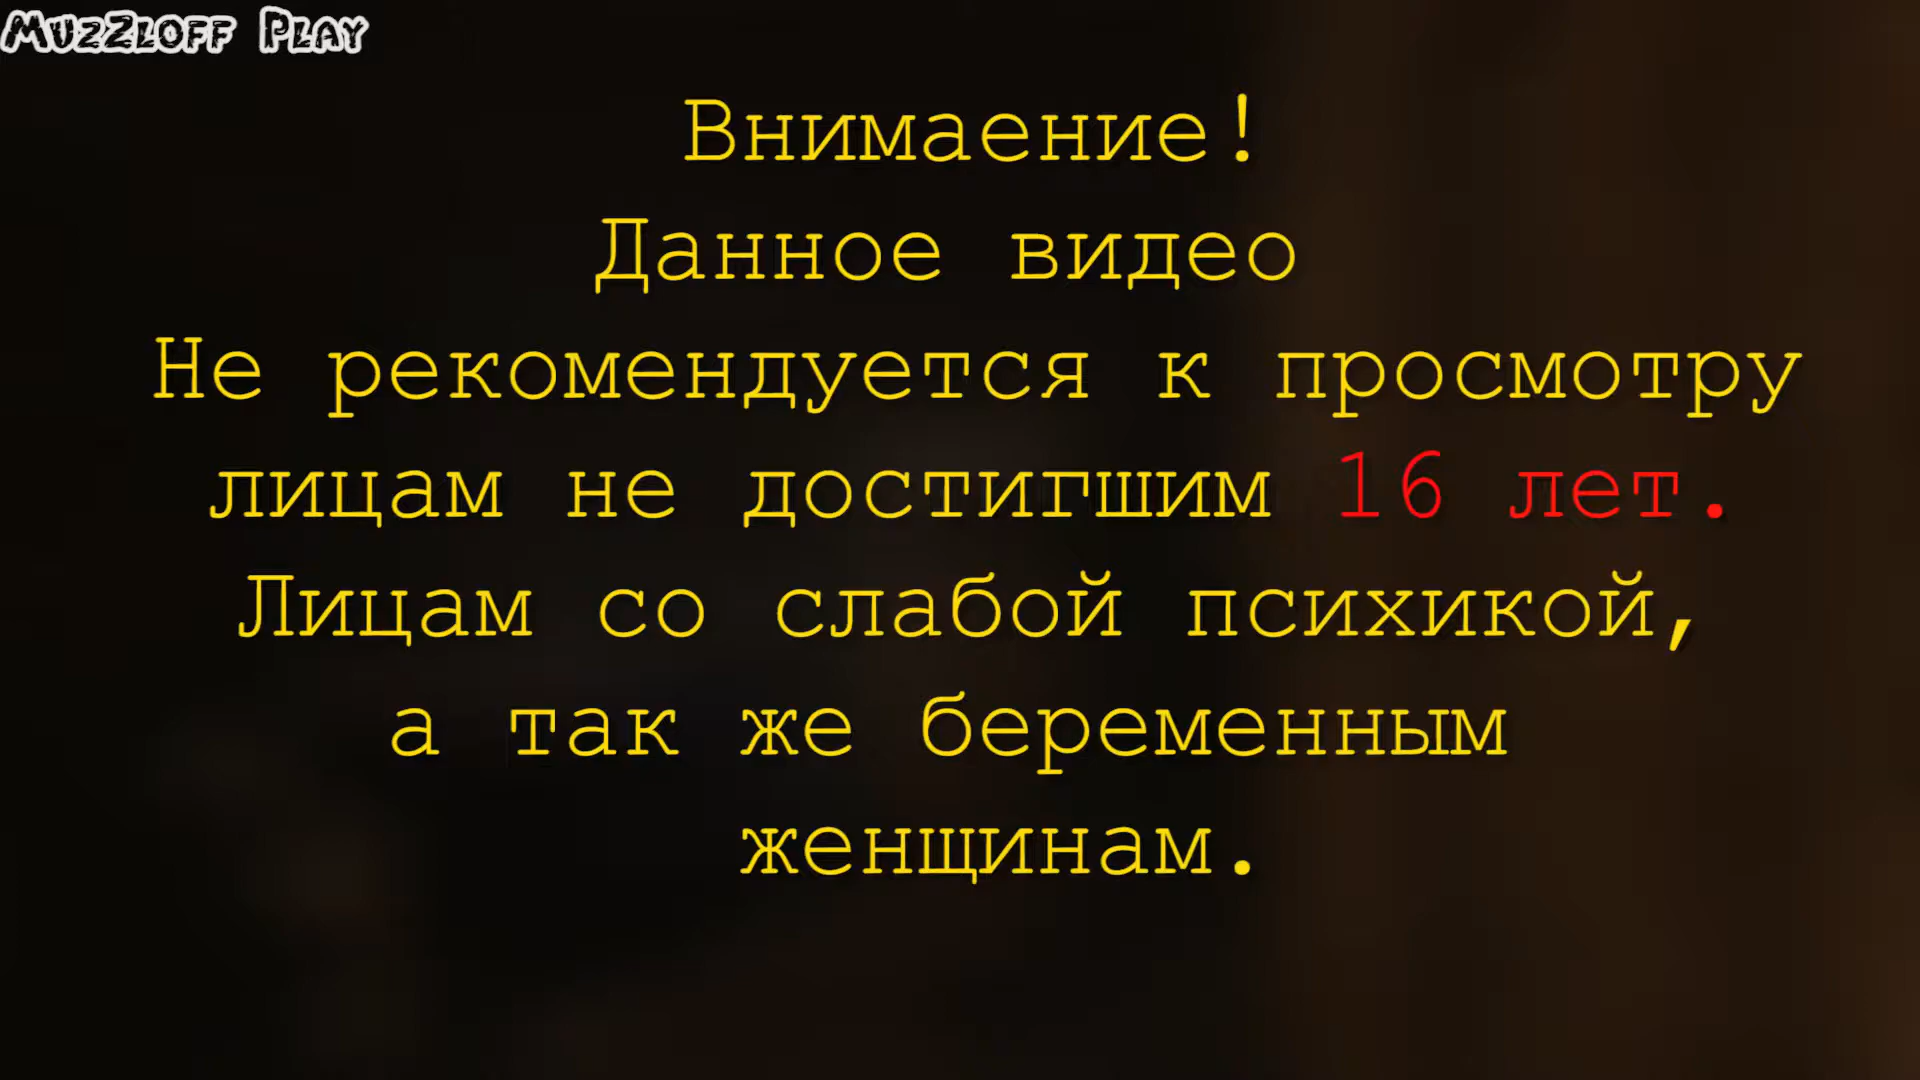 MuzZloff Play
Внимаение!
Данное видео
Не рекомендуется к просмотру
лицам не достигшим 16 лет.
Лицам со слабой психикой,
а так же беременным
женщинам.